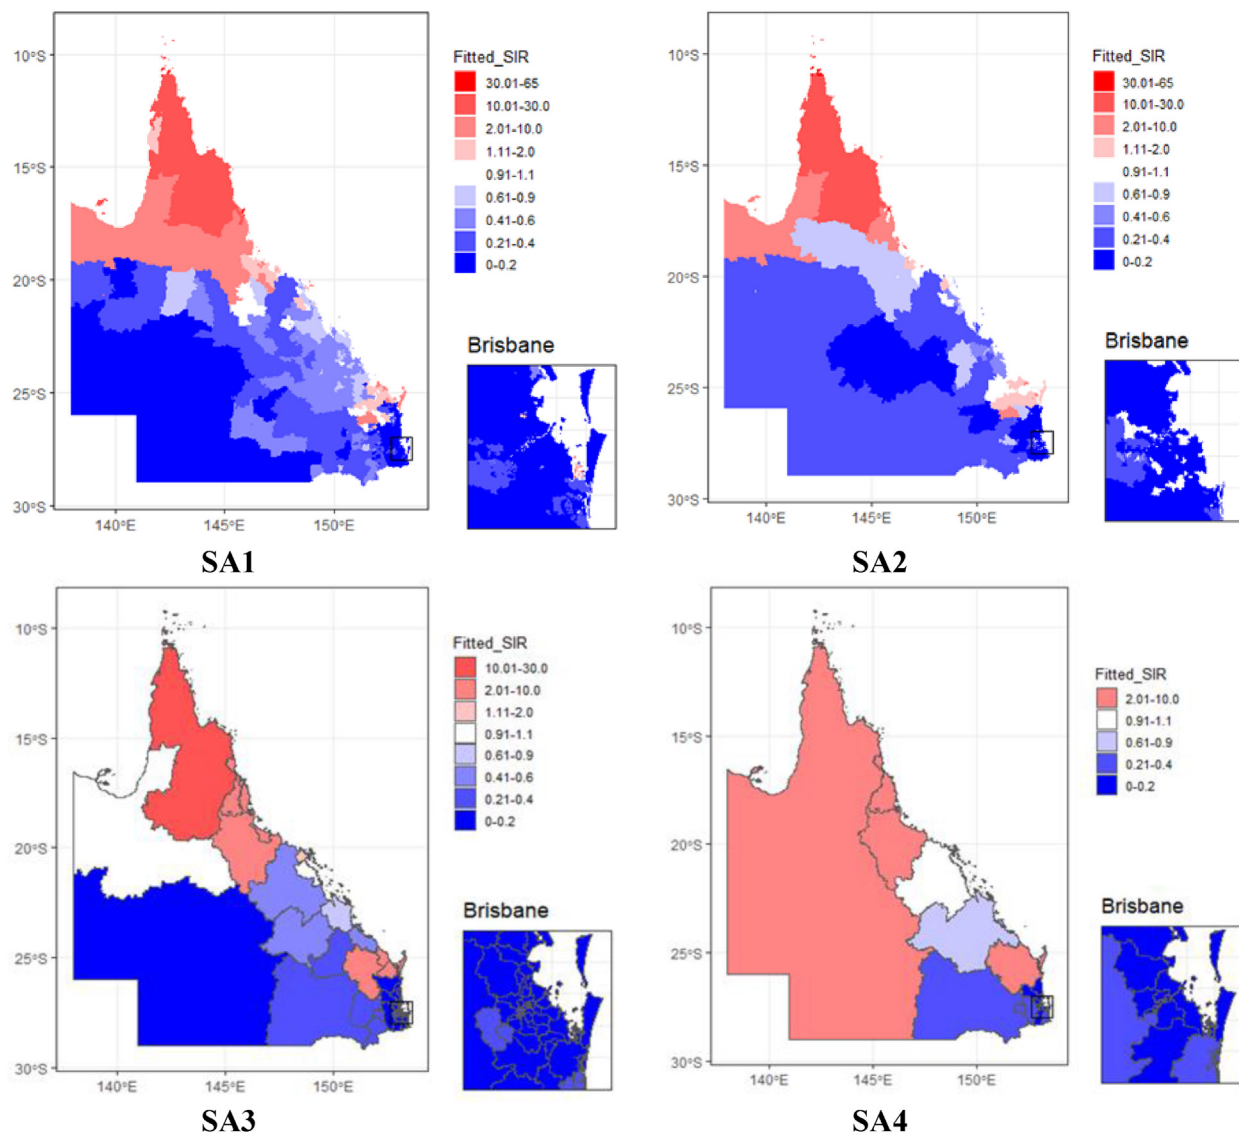 Fitted_SIR
30.01-65
10.01-30.0
2.01-10.0
1.11-2.0
0.91-1.1
0.61-0.9
0.41-0.6
0.21-0.4
0-0.2
10°S
15°S
20°S
25°S
30°S
140°E
145°E
150°E
Brisbane
SA1
Fitted_SIR
30.01-65
10.01-30.0
2.01-10.0
1.11-2.0
0.91-1.1
0.61-0.9
0.41-0.6
0.21-0.4
0-0.2
10°S
15°S
20°S
25°S
30°S
140°E
145°E
150°E
Brisbane
SA2
Fitted_SIR
10.01-30.0
2.01-10.0
1.11-2.0
0.91-1.1
0.61-0.9
0.41-0.6
0.21-0.4
0-0.2
10°S
15°S
20°S
25°S
30°S
140°E
145°E
150°E
Brisbane
SA3
Fitted_SIR
2.01-10.0
0.91-1.1
0.61-0.9
0.21-0.4
0-0.2
10°S
15°S
20°S
25°S
30°S
140°E
145°E
150°E
Brisbane
SA4